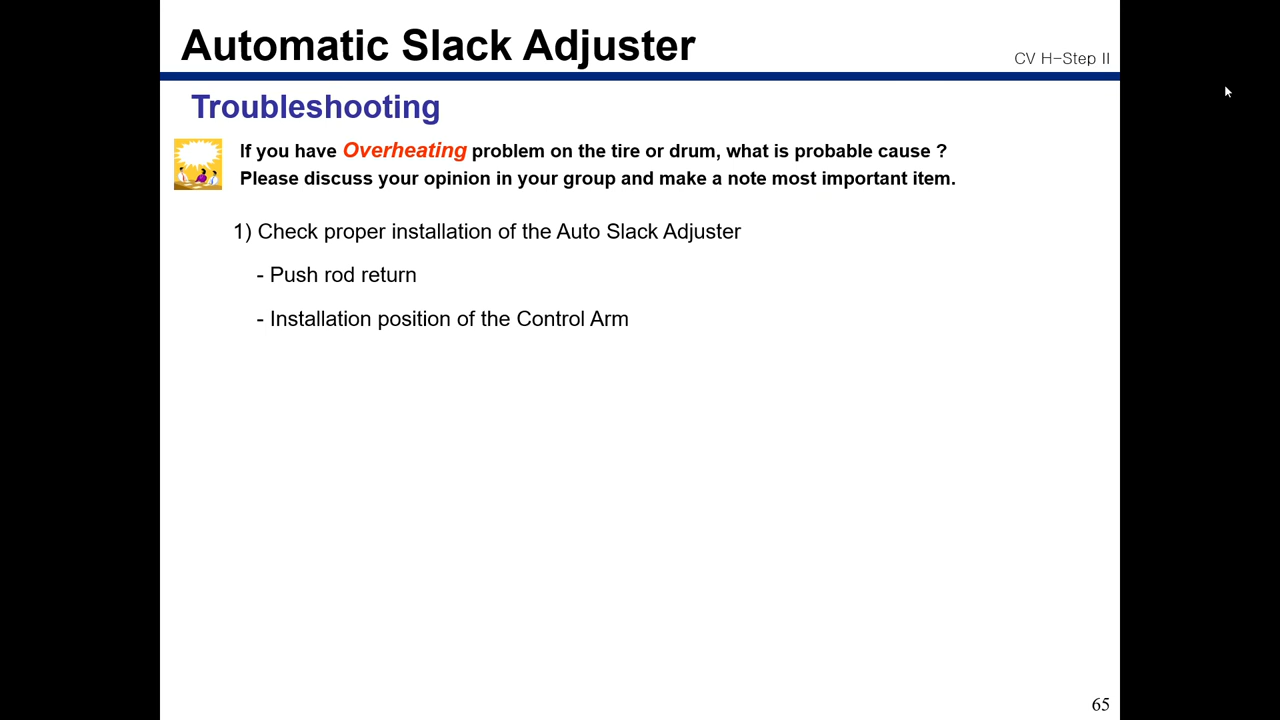 Automatic Slack Adjuster
CV H-Step II
Troubleshooting
If you have Overheating problem on the tire or drum, what is probable cause ?
Please discuss your opinion in your group and make a note most important item.
1) Check proper installation of the Auto Slack Adjuster
- Push rod return
- Installation position of the Control Arm
65